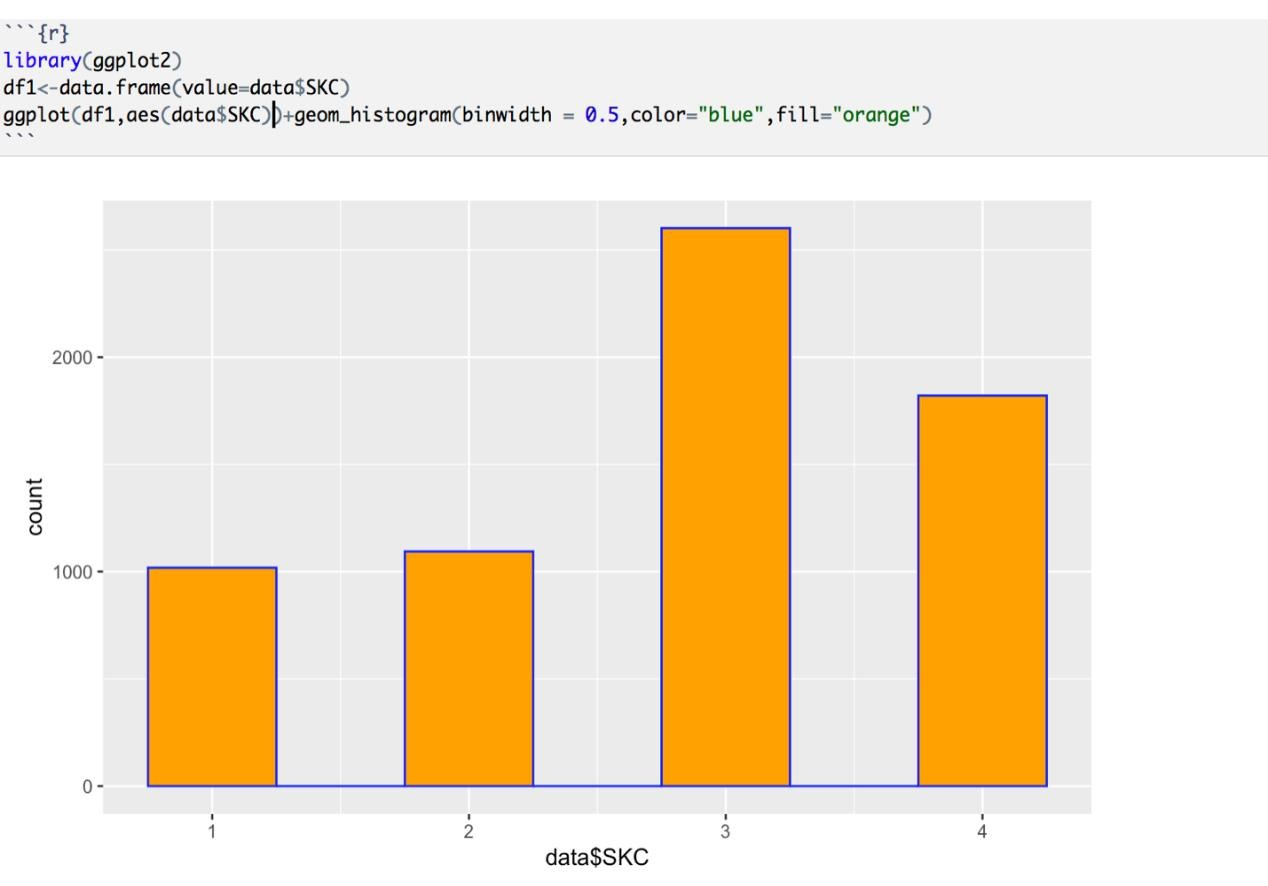 ```{r}
library(ggplot2)
df1<-data.frame(value=data$SKC)
ggplot(df1,aes(data$SKC))+geom_histogram(binwidth = 0.5,color="blue",fill="orange")
```
2000
1000
0
count
1 2 3 4
data$SKC